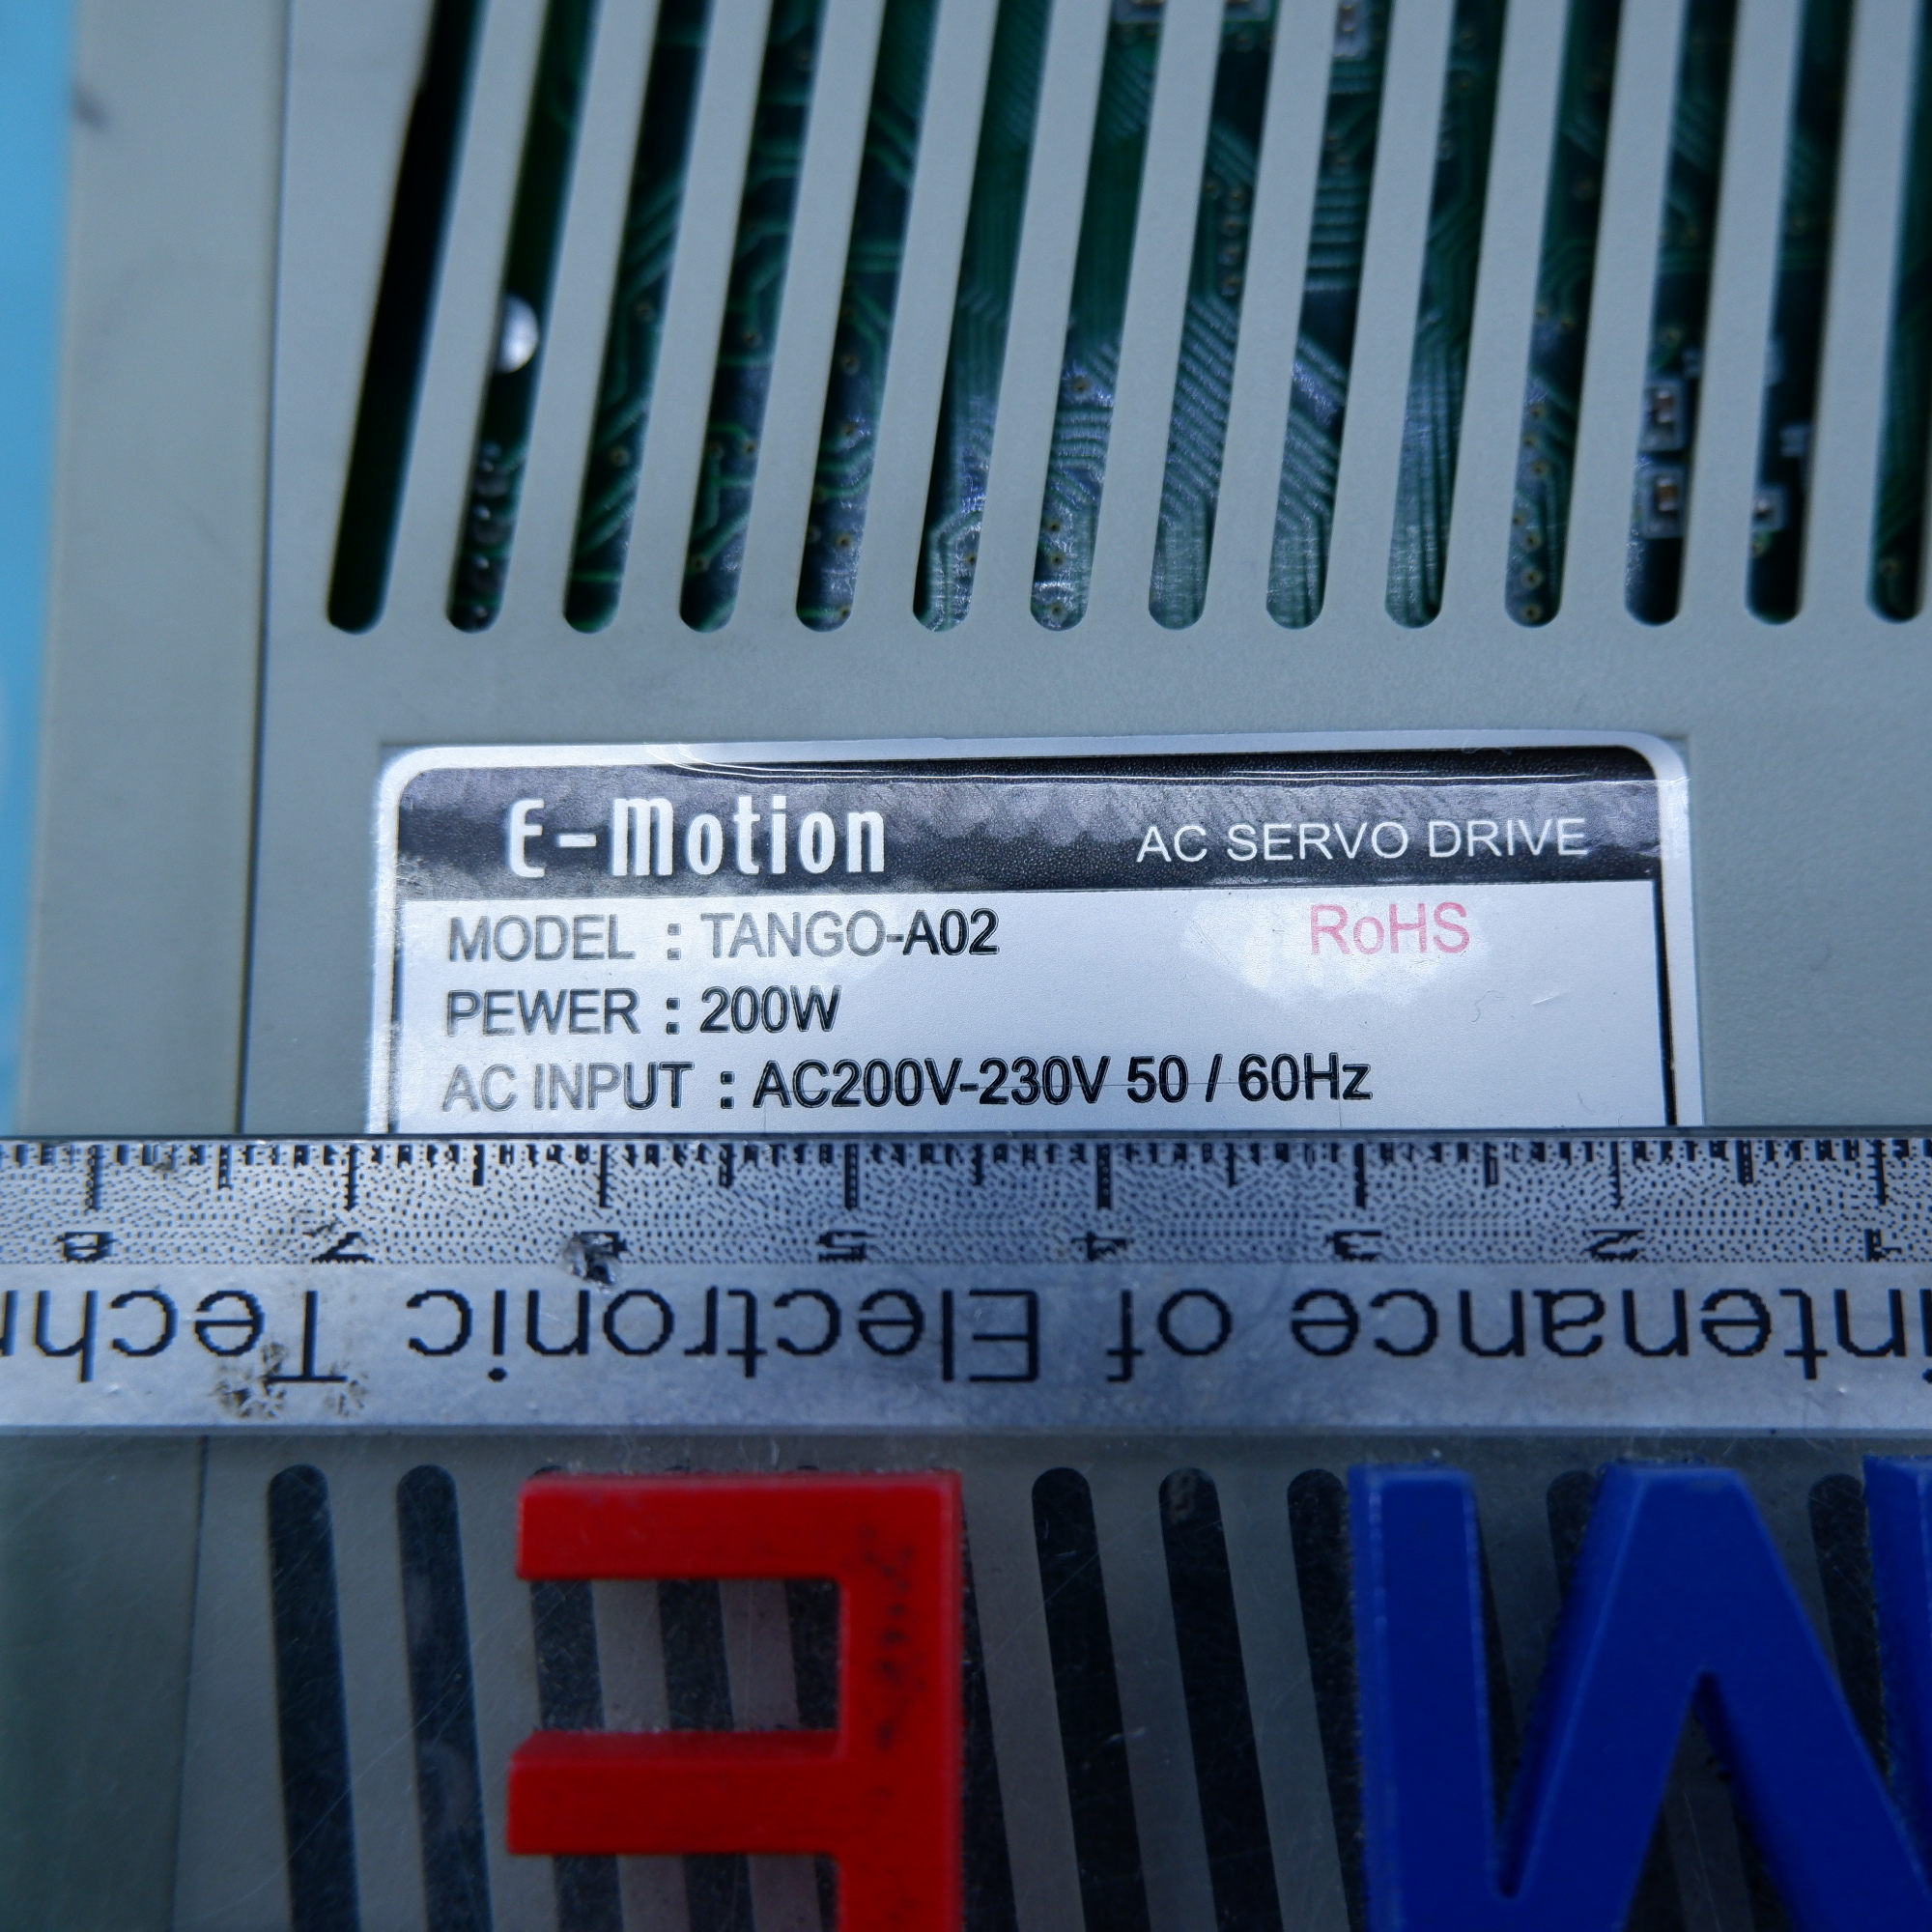 E-Motion AC SERVO DRIVE
MODEL : TANGO-A02 RoHS
PEWER : 200W
AC INPUT : AC200V-230V 50 / 60Hz
8 7 6 5 4 3 2 1
intenance of Electronic Techn